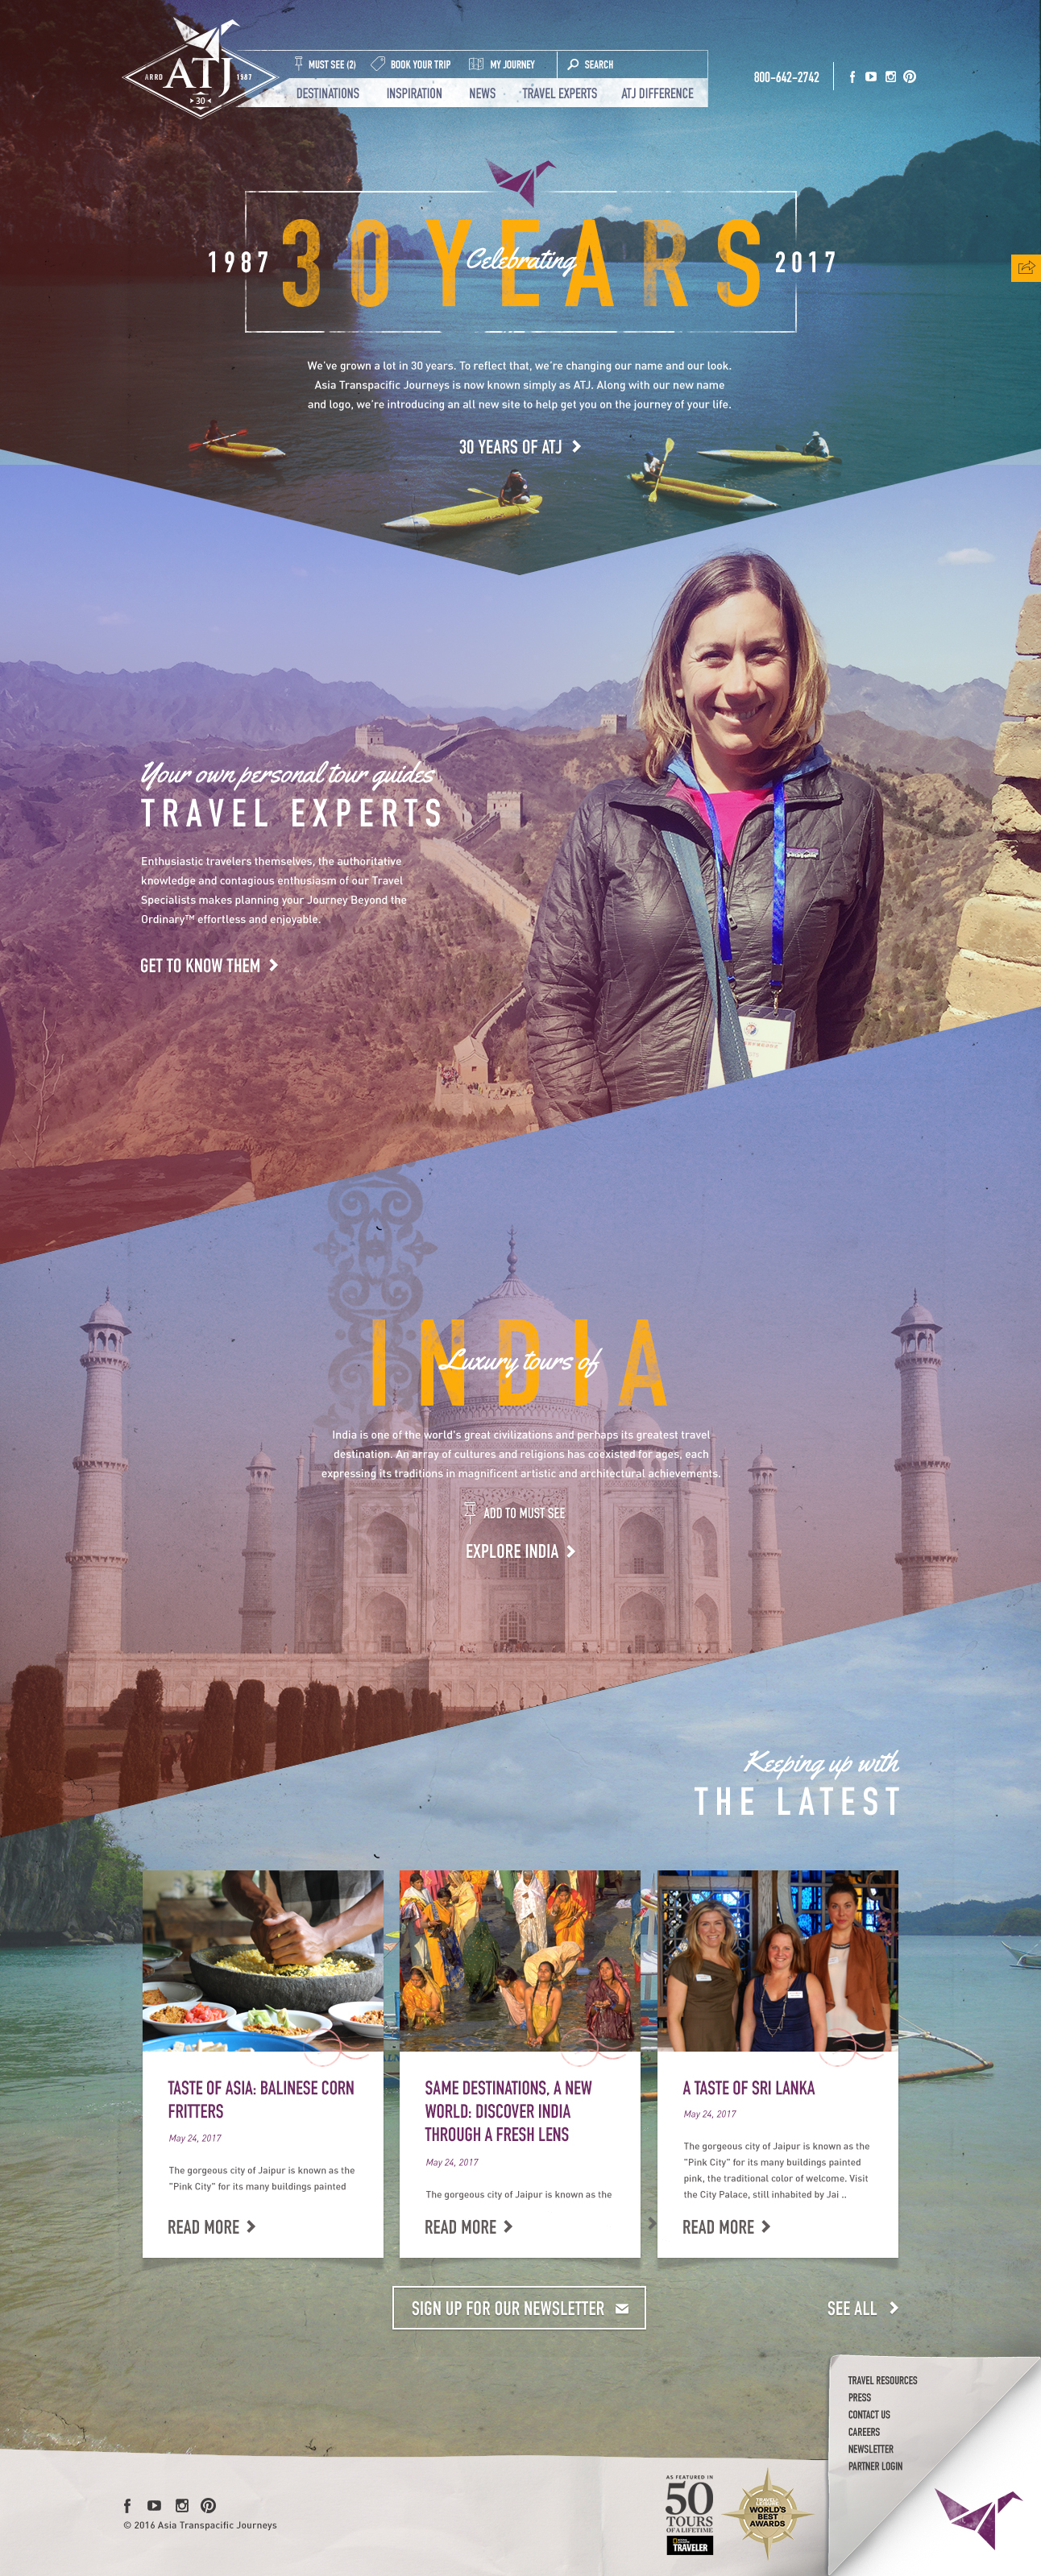 ARRD
ATJ
1987
30
MUST SEE (2)
BOOK YOUR TRIP
MY JOURNEY
SEARCH
DESTINATIONS
INSPIRATION
NEWS
TRAVEL EXPERTS
ATJ DIFFERENCE
800-642-2742
1987
Celebrating
30 YEARS
2017
We've grown a lot in 30 years. To reflect that, we're changing our name and our look.
Asia Transpacific Journeys is now known simply as ATJ. Along with our new name
and logo, we're introducing an all new site to help get you on the journey of your life.
30 YEARS OF ATJ
Your own personal tour guides
TRAVEL EXPERTS
Enthusiastic travelers themselves, the authoritative
knowledge and contagious enthusiasm of our Travel
Specialists makes planning your Journey Beyond the
Ordinary™ effortless and enjoyable.
GET TO KNOW THEM
Luxury tours of
INDIA
India is one of the world's great civilizations and perhaps its greatest travel
destination. An array of cultures and religions has coexisted for ages, each
expressing its traditions in magnificent artistic and architectural achievements.
ADD TO MUST SEE
EXPLORE INDIA
Keeping up with
THE LATEST
TASTE OF ASIA: BALINESE CORN
FRITTERS
May 24, 2017
The gorgeous city of Jaipur is known as the
"Pink City" for its many buildings painted
READ MORE
SAME DESTINATIONS, A NEW
WORLD: DISCOVER INDIA
THROUGH A FRESH LENS
May 24, 2017
The gorgeous city of Jaipur is known as the
READ MORE
A TASTE OF SRI LANKA
May 24, 2017
The gorgeous city of Jaipur is known as the
"Pink City" for its many buildings painted
pink, the traditional color of welcome. Visit
the City Palace, still inhabited by Jai ..
READ MORE
SIGN UP FOR OUR NEWSLETTER
SEE ALL
TRAVEL RESOURCES
PRESS
CONTACT US
CAREERS
NEWSLETTER
PARTNER LOGIN
© 2016 Asia Transpacific Journeys
AS FEATURED IN
50
TOURS
OF A LIFETIME
TRAVELER
TRAVEL+
LEISURE
WORLD'S
BEST
AWARDS